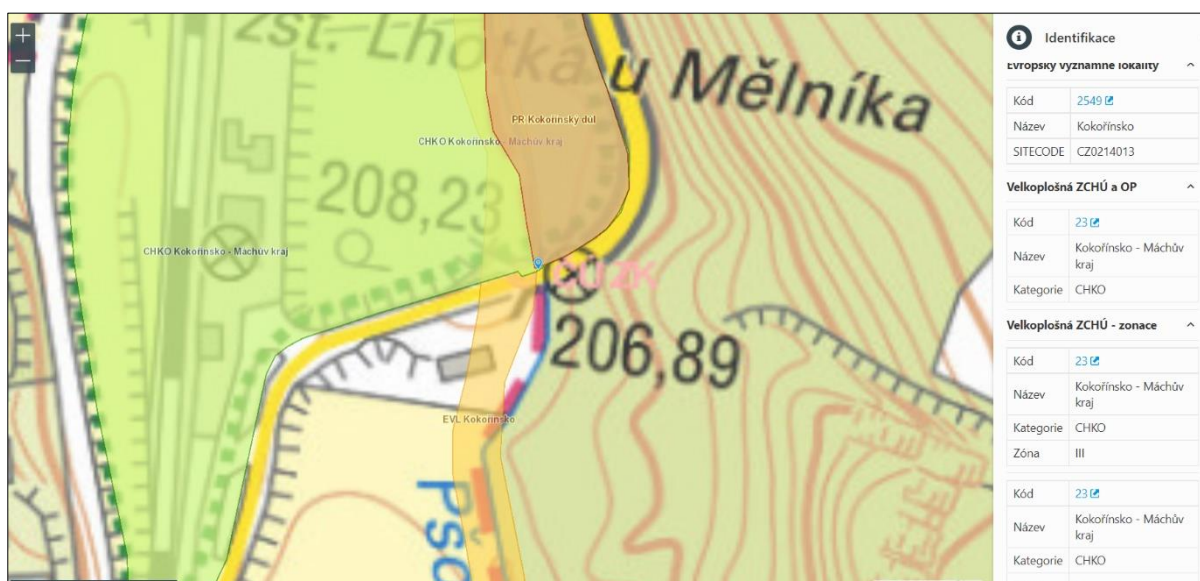 +
−
zst. Lhotka u Mělníka
PR Kokořínský důl
CHKO Kokořínsko - Máchův kraj
208,23
CHKO Kokořínsko - Máchův kraj
ČÚZK
206,89
EVL Kokořínsko
Pšo
Identifikace
Evropsky významné lokality
Kód 2549
Název Kokořínsko
SITECODE CZ0214013
Velkoplošná ZCHÚ a OP
Kód 23
Název Kokořínsko - Máchův
kraj
Kategorie CHKO
Velkoplošná ZCHÚ - zonace
Kód 23
Název Kokořínsko - Máchův
kraj
Kategorie CHKO
Zóna III
Kód 23
Název Kokořínsko - Máchův
kraj
Kategorie CHKO